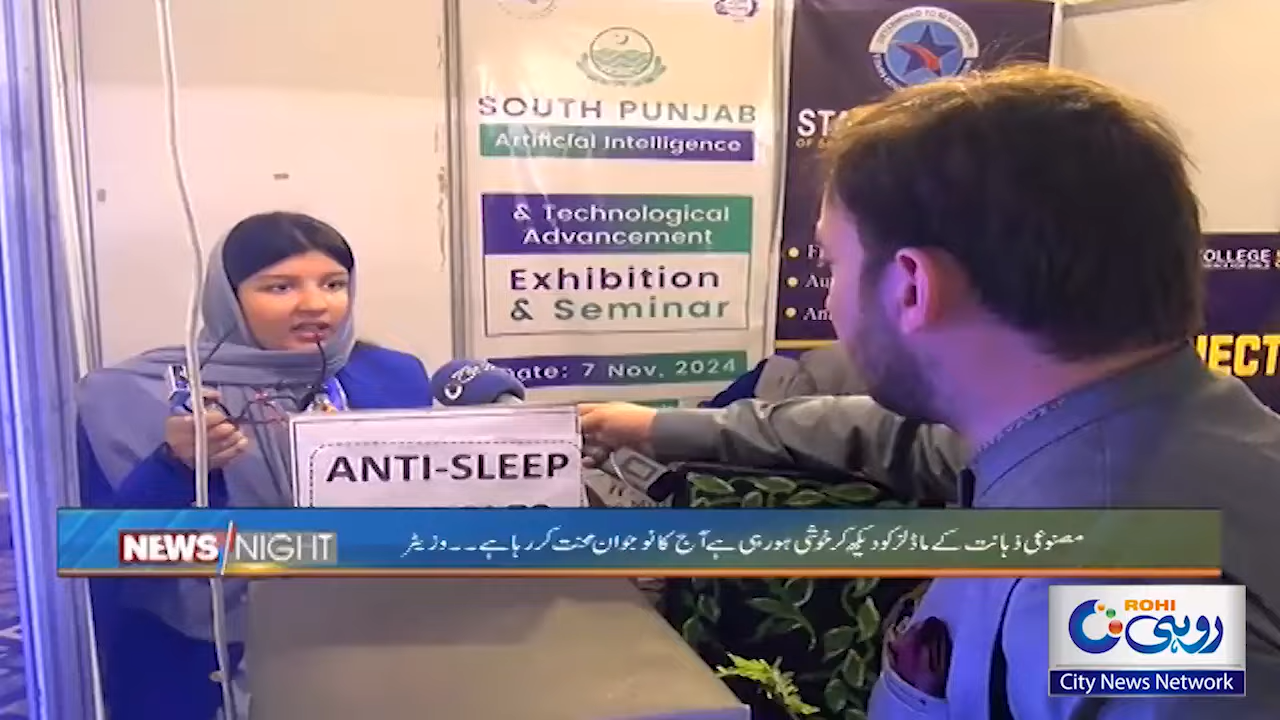 SOUTH PUNJAB
Artificial Intelligence
& Technological
Advancement
Exhibition
& Seminar
Date: 7 Nov, 2024
OLLEGE
ANTI-SLEEP
NEWS/NIGHT
مصنوعی ذہانت کے ماڈلز کو دیکھ کر خوشی ہو رہی ہے آج کا نوجوان محنت کر رہا ہے۔۔وزیٹر
ROHI
روہی
City News Network